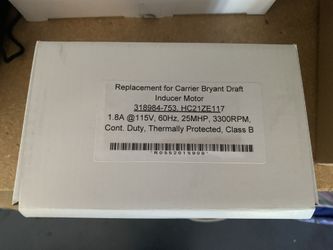 Replacement for Carrier Bryant Draft
Inducer Motor
318984-753, HC21ZE117
1.8A @115V, 60Hz, 25MHP, 3300RPM,
Cont. Duty, Thermally Protected, Class B